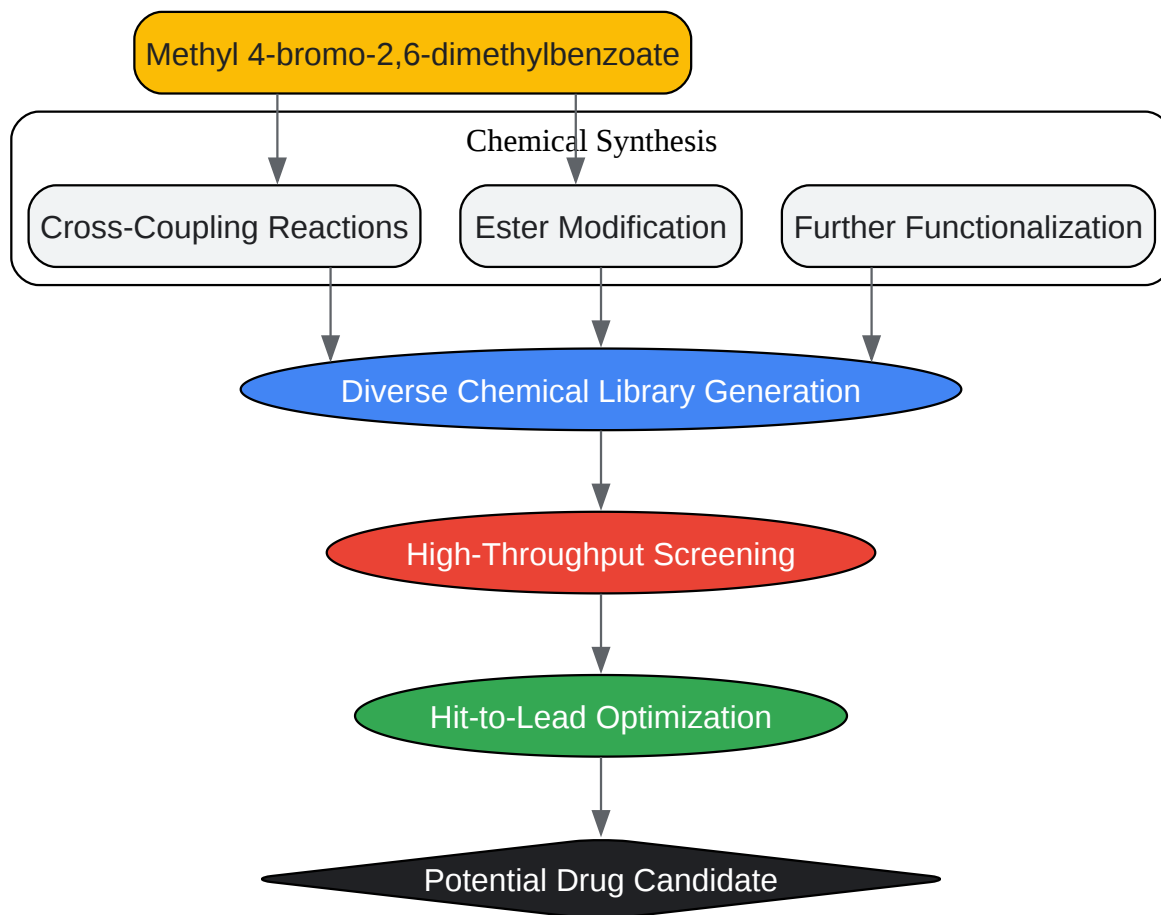 Methyl 4-bromo-2,6-dimethylbenzoate
Chemical Synthesis
Cross-Coupling Reactions
Ester Modification
Further Functionalization
Diverse Chemical Library Generation
High-Throughput Screening
Hit-to-Lead Optimization
Potential Drug Candidate